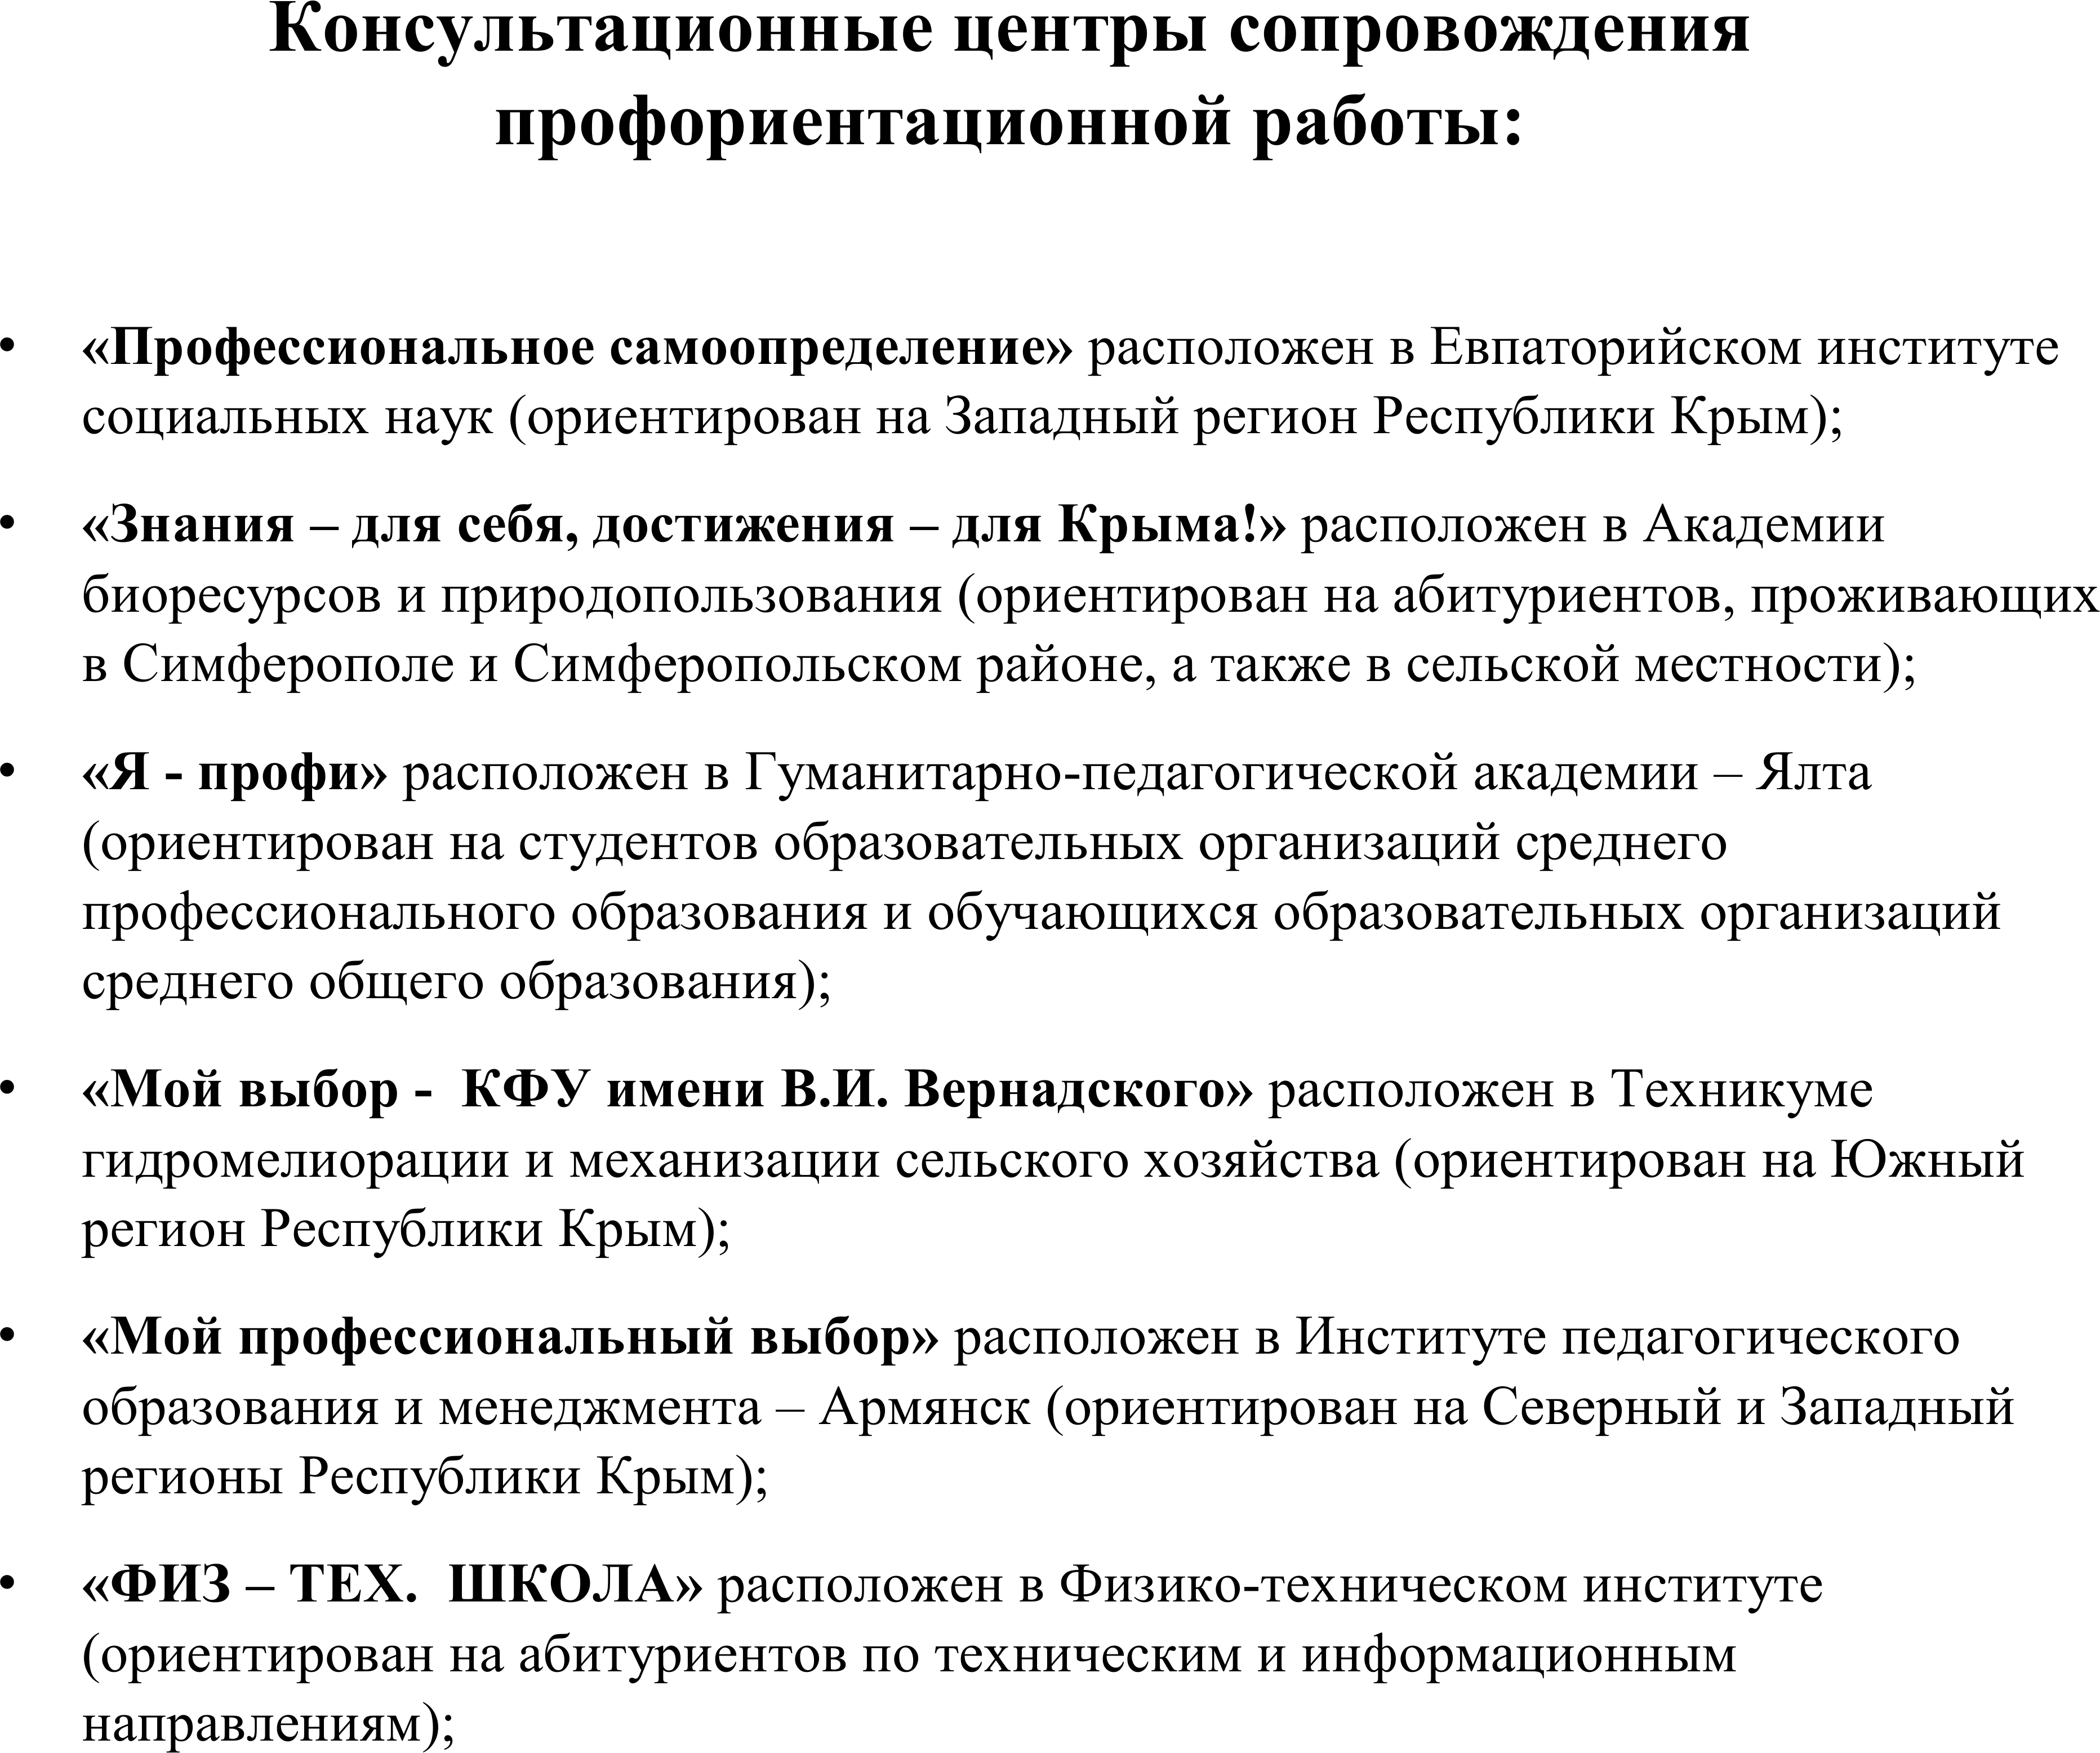 Консультационные центры сопровождения
профориентационной работы:
• «Профессиональное самоопределение» расположен в Евпаторийском институте
социальных наук (ориентирован на Западный регион Республики Крым);
• «Знания – для себя, достижения – для Крыма!» расположен в Академии
биоресурсов и природопользования (ориентирован на абитуриентов, проживающих
в Симферополе и Симферопольском районе, а также в сельской местности);
• «Я - профи» расположен в Гуманитарно-педагогической академии – Ялта
(ориентирован на студентов образовательных организаций среднего
профессионального образования и обучающихся образовательных организаций
среднего общего образования);
• «Мой выбор -  КФУ имени В.И. Вернадского» расположен в Техникуме
гидромелиорации и механизации сельского хозяйства (ориентирован на Южный
регион Республики Крым);
• «Мой профессиональный выбор» расположен в Институте педагогического
образования и менеджмента – Армянск (ориентирован на Северный и Западный
регионы Республики Крым);
• «ФИЗ – ТЕХ.  ШКОЛА» расположен в Физико-техническом институте
(ориентирован на абитуриентов по техническим и информационным
направлениям);